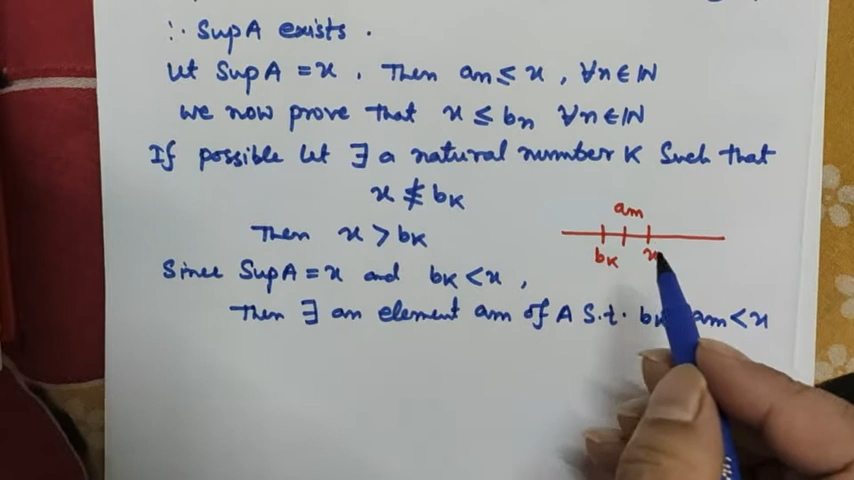 ∴ Sup A exists.
Let Sup A = x. Then an ≤ x, ∀n∈ℕ
We now prove that x ≤ bn ∀n∈ℕ
If possible let ∃ a natural number K Such that
x ≰ bK
am
Then x > bK
bK x
Since Sup A = x and bK < x,
Then ∃ an element am of A S.t. bK am < x